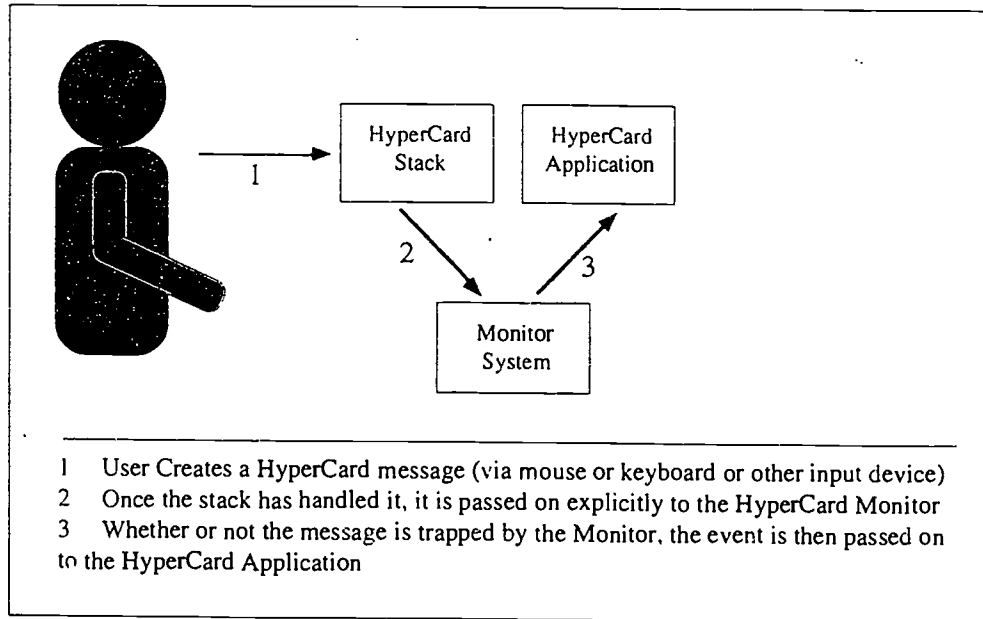 HyperCard
Stack
HyperCard
Application
1
2
3
Monitor
System
1 User Creates a HyperCard message (via mouse or keyboard or other input device)
2 Once the stack has handled it, it is passed on explicitly to the HyperCard Monitor
3 Whether or not the message is trapped by the Monitor, the event is then passed on
to the HyperCard Application